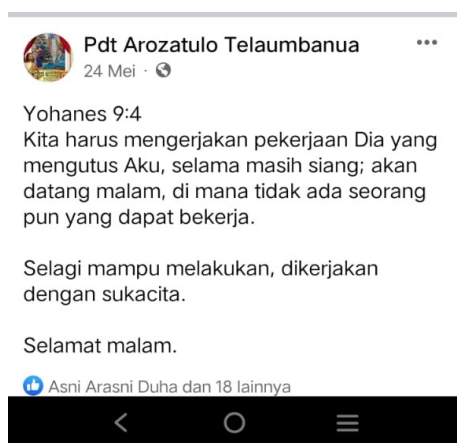 Pdt Arozatulo Telaumbanua
24 Mei
Yohanes 9:4
Kita harus mengerjakan pekerjaan Dia yang
mengutus Aku, selama masih siang; akan
datang malam, di mana tidak ada seorang
pun yang dapat bekerja.
Selagi mampu melakukan, dikerjakan
dengan sukacita.
Selamat malam.
Asni Arasni Duha dan 18 lainnya